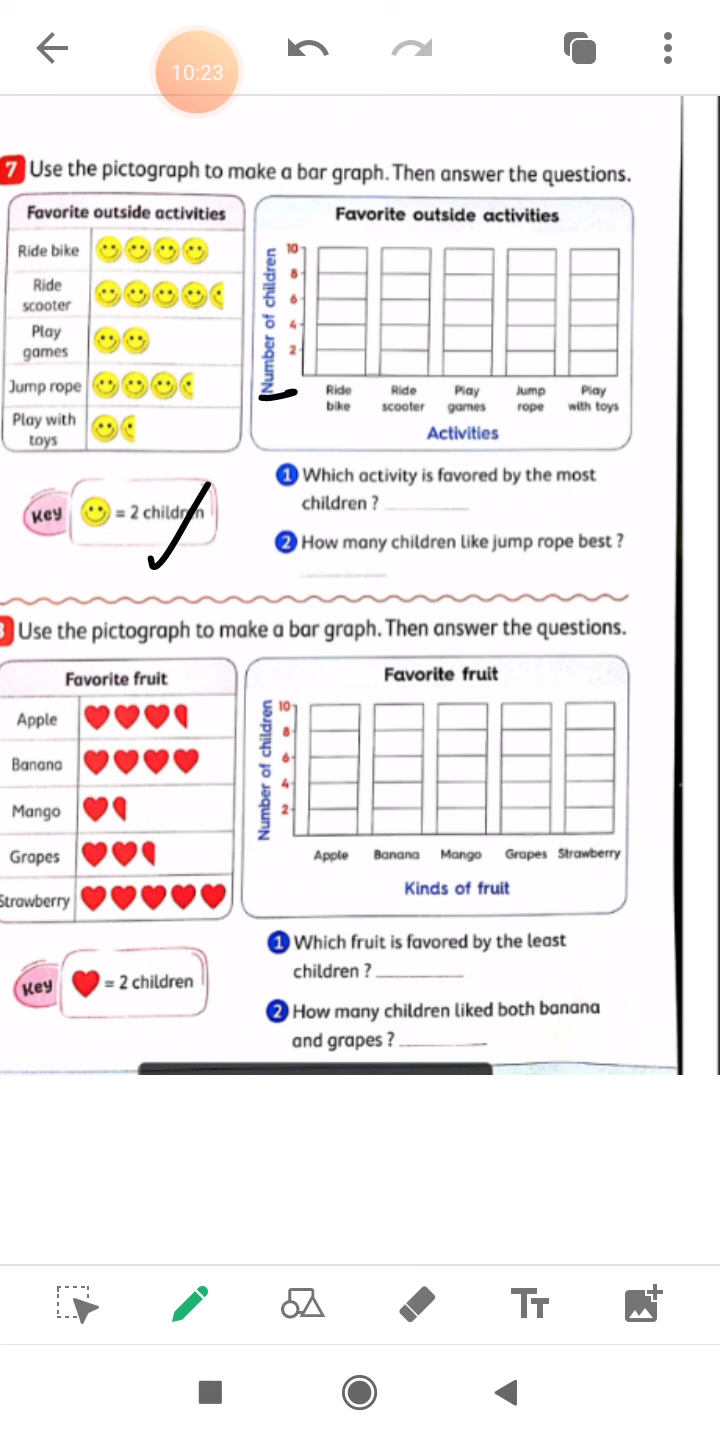 10:23
7 Use the pictograph to make a bar graph. Then answer the questions.
Favorite outside activities
Ride bike
Ride
scooter
Play
games
Jump rope
Play with
toys
Key = 2 children
Favorite outside activities
Number of children
10
8
6
4
2
Ride Ride Play Jump Play
bike scooter games rope with toys
Activities
1 Which activity is favored by the most
children ?
2 How many children like jump rope best ?
Use the pictograph to make a bar graph. Then answer the questions.
Favorite fruit
Apple
Banana
Mango
Grapes
Strawberry
Key = 2 children
Favorite fruit
Number of children
10
8
6
4
2
Apple Banana Mango Grapes Strawberry
Kinds of fruit
1 Which fruit is favored by the least
children ?
2 How many children liked both banana
and grapes ?
TT